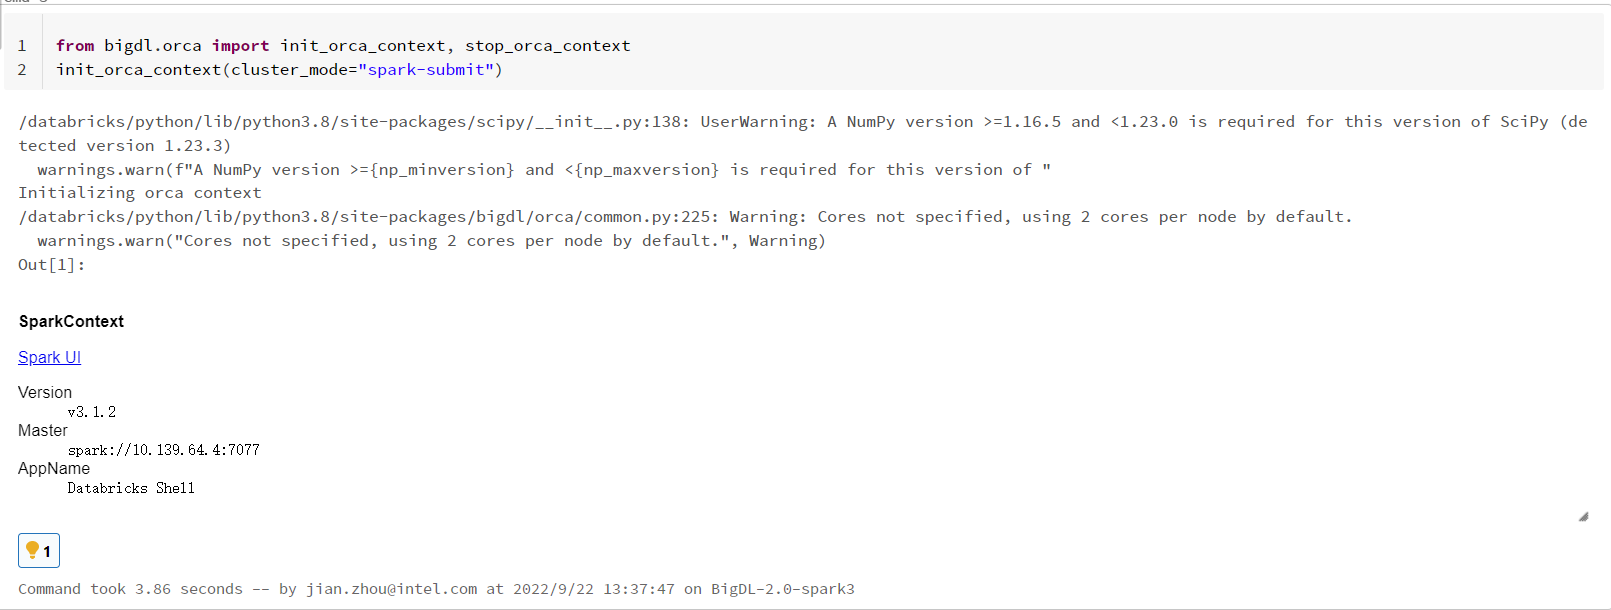 1 from bigdl.orca import init_orca_context, stop_orca_context
2 init_orca_context(cluster_mode="spark-submit")
/databricks/python/lib/python3.8/site-packages/scipy/__init__.py:138: UserWarning: A NumPy version >=1.16.5 and <1.23.0 is required for this version of SciPy (de
tected version 1.23.3)
  warnings.warn(f"A NumPy version >={np_minversion} and <{np_maxversion} is required for this version of "
Initializing orca context
/databricks/python/lib/python3.8/site-packages/bigdl/orca/common.py:225: Warning: Cores not specified, using 2 cores per node by default.
  warnings.warn("Cores not specified, using 2 cores per node by default.", Warning)
Out[1]:
SparkContext
Spark UI
Version
v3.1.2
Master
spark://10.139.64.4:7077
AppName
Databricks Shell
1
Command took 3.86 seconds -- by jian.zhou@intel.com at 2022/9/22 13:37:47 on BigDL-2.0-spark3